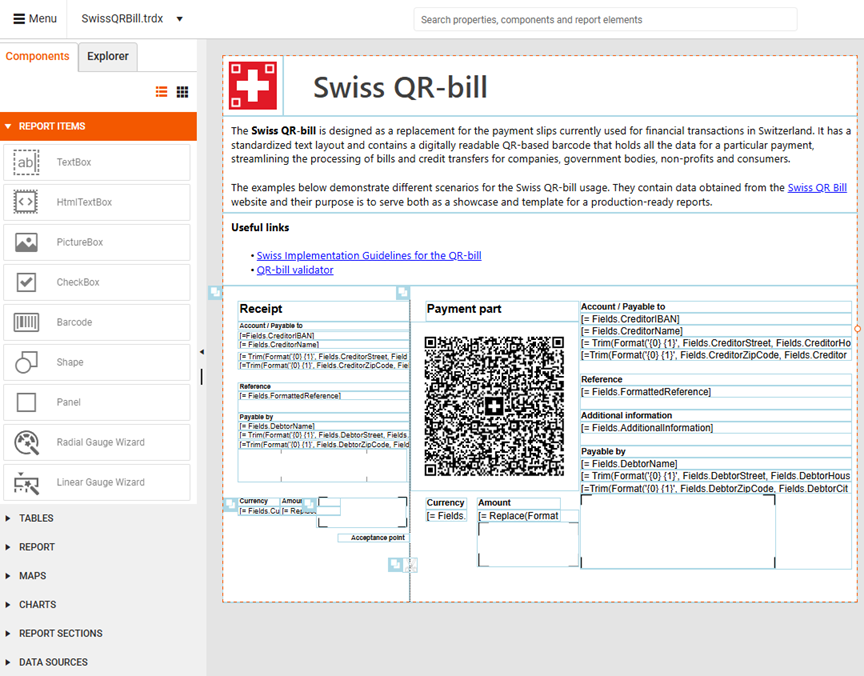 Menu
SwissQRBill.trdx
Search properties, components and report elements
Components
Explorer
REPORT ITEMS
TextBox
HtmlTextBox
PictureBox
CheckBox
Barcode
Shape
Panel
Radial Gauge Wizard
Linear Gauge Wizard
TABLES
REPORT
MAPS
CHARTS
REPORT SECTIONS
DATA SOURCES
Swiss QR-bill
The Swiss QR-bill is designed as a replacement for the payment slips currently used for financial transactions in Switzerland. It has a
standardized text layout and contains a digitally readable QR-based barcode that holds all the data for a particular payment,
streamlining the processing of bills and credit transfers for companies, government bodies, non-profits and consumers.
The examples below demonstrate different scenarios for the Swiss QR-bill usage. They contain data obtained from the Swiss QR Bill
website and their purpose is to serve both as a showcase and template for a production-ready reports.
Useful links
• Swiss Implementation Guidelines for the QR-bill
• QR-bill validator
Receipt
Account / Payable to
[=Fields.CreditorIBAN]
[= Fields.CreditorName]
[= Trim(Format('{0} {1}', Fields.CreditorStreet, Field
[=Trim(Format('{0} {1}', Fields.CreditorZipCode, Fie
Reference
[= Fields.FormattedReference]
Payable by
[= Fields.DebtorName]
[= Trim(Format('{0} {1}', Fields.DebtorStreet, Fields.
[=Trim(Format('{0} {1}', Fields.DebtorZipCode, Field
Currency Amou
[= Fields.Cu [= Repla
Acceptance point
Payment part
Currency Amount
[= Fields. [= Replace(Format
Account / Payable to
[= Fields.CreditorIBAN]
[= Fields.CreditorName]
[= Trim(Format('{0} {1}', Fields.CreditorStreet, Fields.CreditorHo
[=Trim(Format('{0} {1}', Fields.CreditorZipCode, Fields.Creditor
Reference
[= Fields.FormattedReference]
Additional information
[= Fields.AdditionalInformation]
Payable by
[= Fields.DebtorName]
[= Trim(Format('{0} {1}', Fields.DebtorStreet, Fields.DebtorHous
[=Trim(Format('{0} {1}', Fields.DebtorZipCode, Fields.DebtorCit